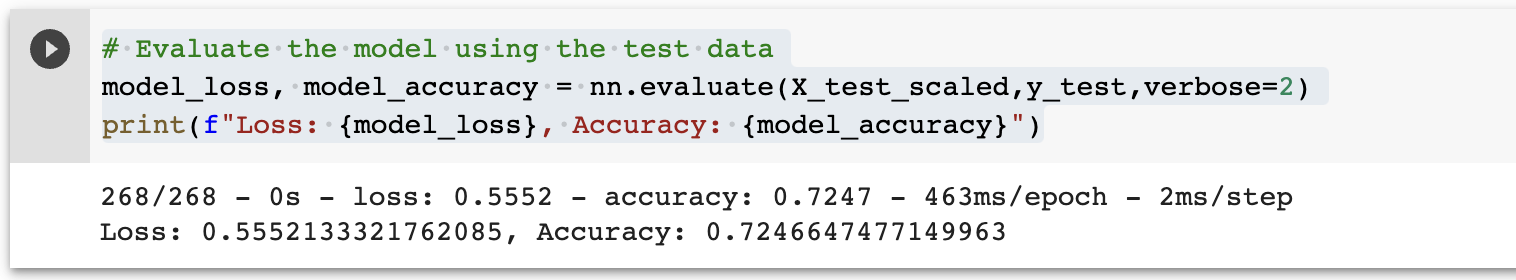 # Evaluate the model using the test data
model_loss, model_accuracy = nn.evaluate(X_test_scaled,y_test,verbose=2)
print(f"Loss: {model_loss}, Accuracy: {model_accuracy}")
268/268 - 0s - loss: 0.5552 - accuracy: 0.7247 - 463ms/epoch - 2ms/step
Loss: 0.5552133321762085, Accuracy: 0.7246647477149963